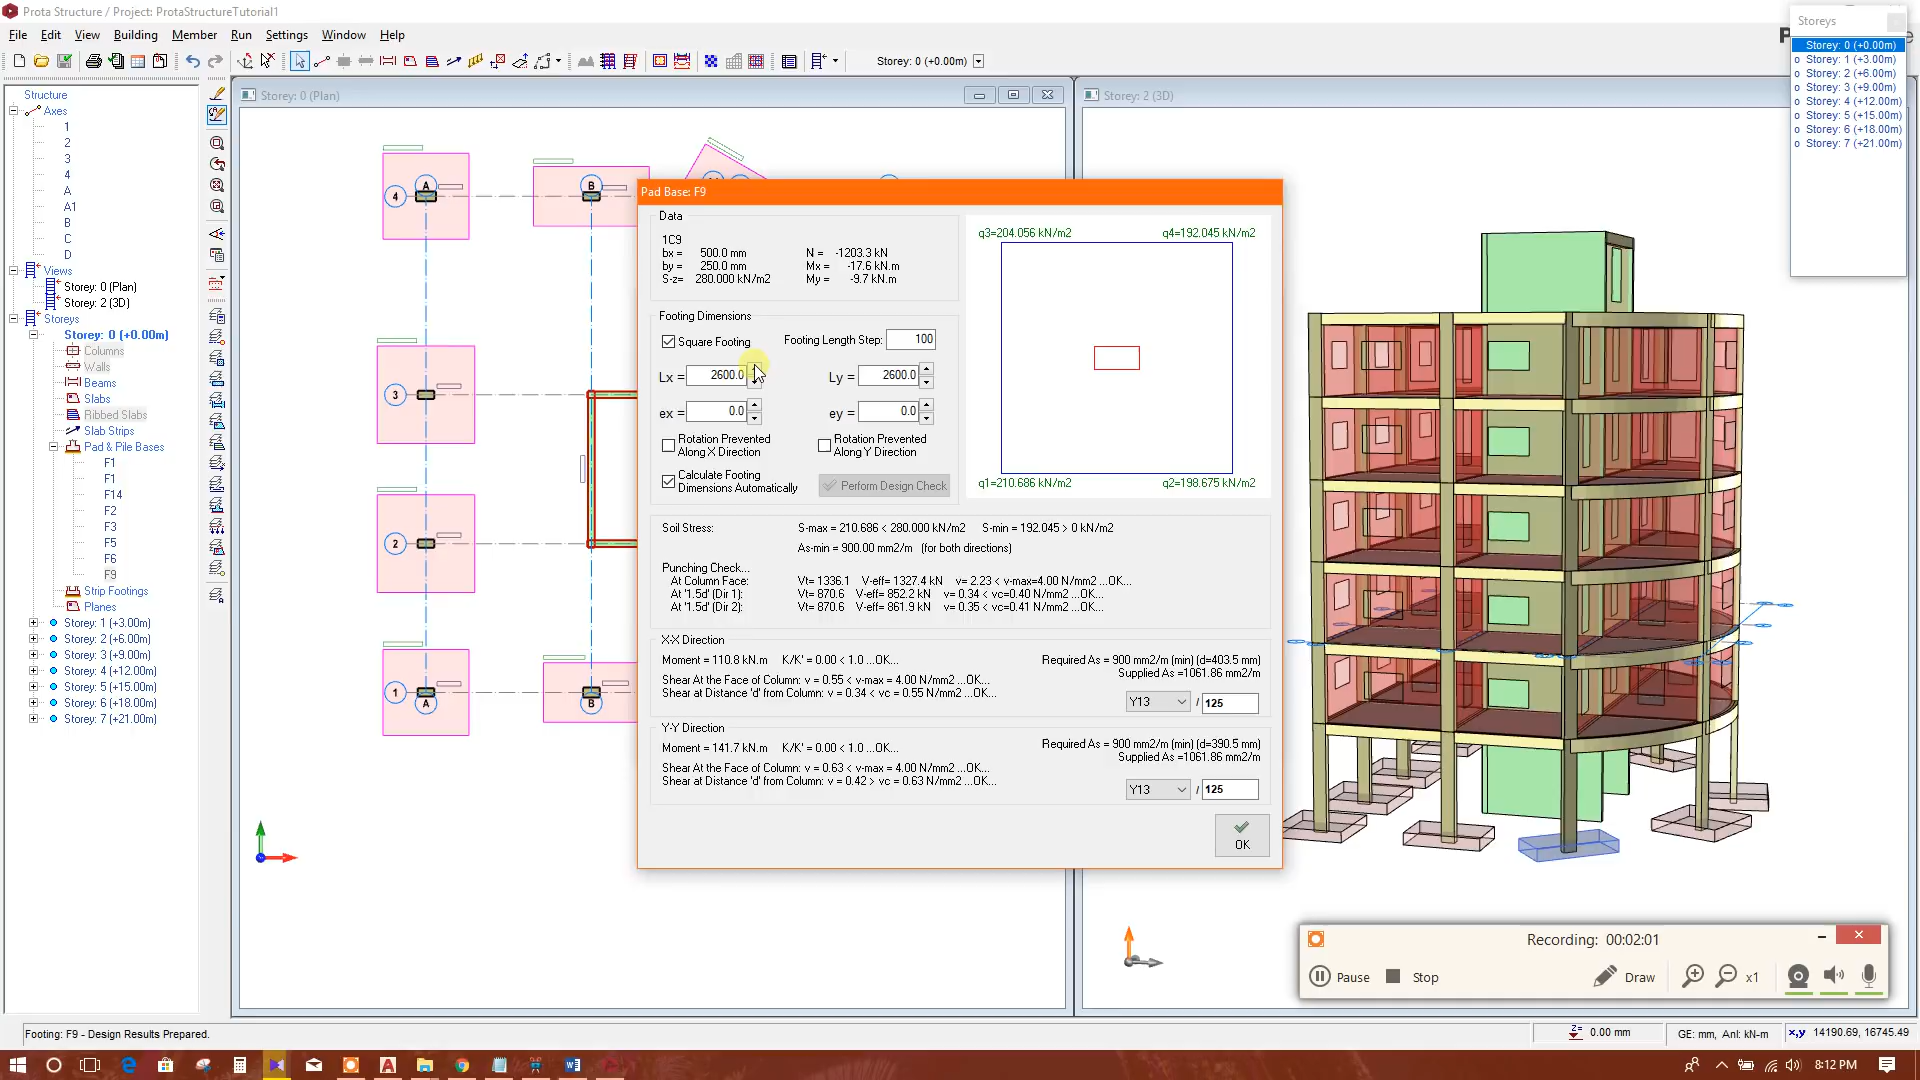 Prota Structure / Project: ProtaStructureTutorial1
File Edit View Building Member Run Settings Window Help
Storey: 0 (+0.00m)
Structure
Axes
1
2
3
4
A
A1
B
C
D
Views
Storey: 0 (Plan)
Storey: 2 (3D)
Storeys
Storey: 0 (+0.00m)
Columns
Walls
Beams
Slabs
Ribbed Slabs
Slab Strips
Pad & Pile Bases
F1
F1
F14
F2
F3
F5
F6
F9
Strip Footings
Planes
Storey: 1 (+3.00m)
Storey: 2 (+6.00m)
Storey: 3 (+9.00m)
Storey: 4 (+12.00m)
Storey: 5 (+15.00m)
Storey: 6 (+18.00m)
Storey: 7 (+21.00m)
Storey: 0 (Plan)
4 A B
3
2
1 A B
Pad Base: F9
Data
1C9
bx = 500.0 mm N = -1203.3 kN
by = 250.0 mm Mx = -17.6 kN.m
S-z= 280.000 kN/m2 My = -9.7 kN.m
Footing Dimensions
Square Footing Footing Length Step: 100
Lx = 2600.0 Ly = 2600.0
ex = 0.0 ey = 0.0
Rotation Prevented Along X Direction
Rotation Prevented Along Y Direction
Calculate Footing Dimensions Automatically
Perform Design Check
q3=204.056 kN/m2 q4=192.045 kN/m2
q1=210.686 kN/m2 q2=198.675 kN/m2
Soil Stress: S-max = 210.686 < 280.000 kN/m2 S-min = 192.045 > 0 kN/m2
As-min = 900.00 mm2/m (for both directions)
Punching Check...
At Column Face: Vt= 1336.1 V-eff= 1327.4 kN v= 2.23 < v-max=4.00 N/mm2 ...OK...
At '1.5d' (Dir 1): Vt= 870.6 V-eff= 852.2 kN v= 0.34 < vc=0.40 N/mm2 ...OK...
At '1.5d' (Dir 2): Vt= 870.6 V-eff= 861.9 kN v= 0.35 < vc=0.41 N/mm2 ...OK...
X-X Direction
Moment = 110.8 kN.m K/K' = 0.00 < 1.0 ...OK...
Shear At the Face of Column: v = 0.55 < v-max = 4.00 N/mm2 ...OK...
Shear at Distance 'd' from Column: v = 0.34 < vc = 0.55 N/mm2 ...OK...
Required As = 900 mm2/m (min) (d=403.5 mm)
Supplied As =1061.86 mm2/m
Y13 / 125
Y-Y Direction
Moment = 141.7 kN.m K/K' = 0.00 < 1.0 ...OK...
Shear At the Face of Column: v = 0.63 < v-max = 4.00 N/mm2 ...OK...
Shear at Distance 'd' from Column: v = 0.42 > vc = 0.63 N/mm2 ...OK...
Required As = 900 mm2/m (min) (d=390.5 mm)
Supplied As =1061.86 mm2/m
Y13 / 125
OK
Storey: 2 (3D)
Storeys
Storey: 0 (+0.00m)
Storey: 1 (+3.00m)
Storey: 2 (+6.00m)
Storey: 3 (+9.00m)
Storey: 4 (+12.00m)
Storey: 5 (+15.00m)
Storey: 6 (+18.00m)
Storey: 7 (+21.00m)
Recording: 00:02:01
Pause Stop Draw x1
Footing: F9 - Design Results Prepared.
z= 0.00 mm GE: mm, Anl: kN-m x,y 14190.69, 16745.49
8:12 PM